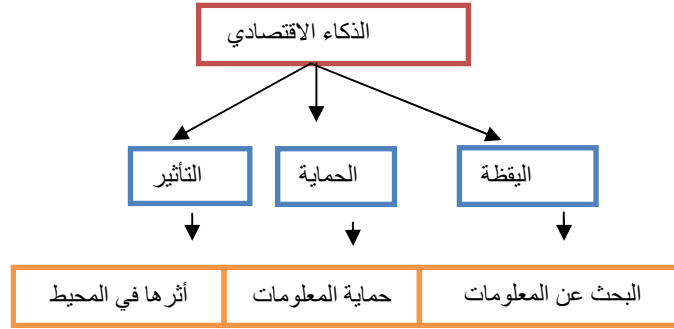 الذكاء الاقتصادي
اليقظة
الحماية
التأثير
البحث عن المعلومات
حماية المعلومات
أثرها في المحيط